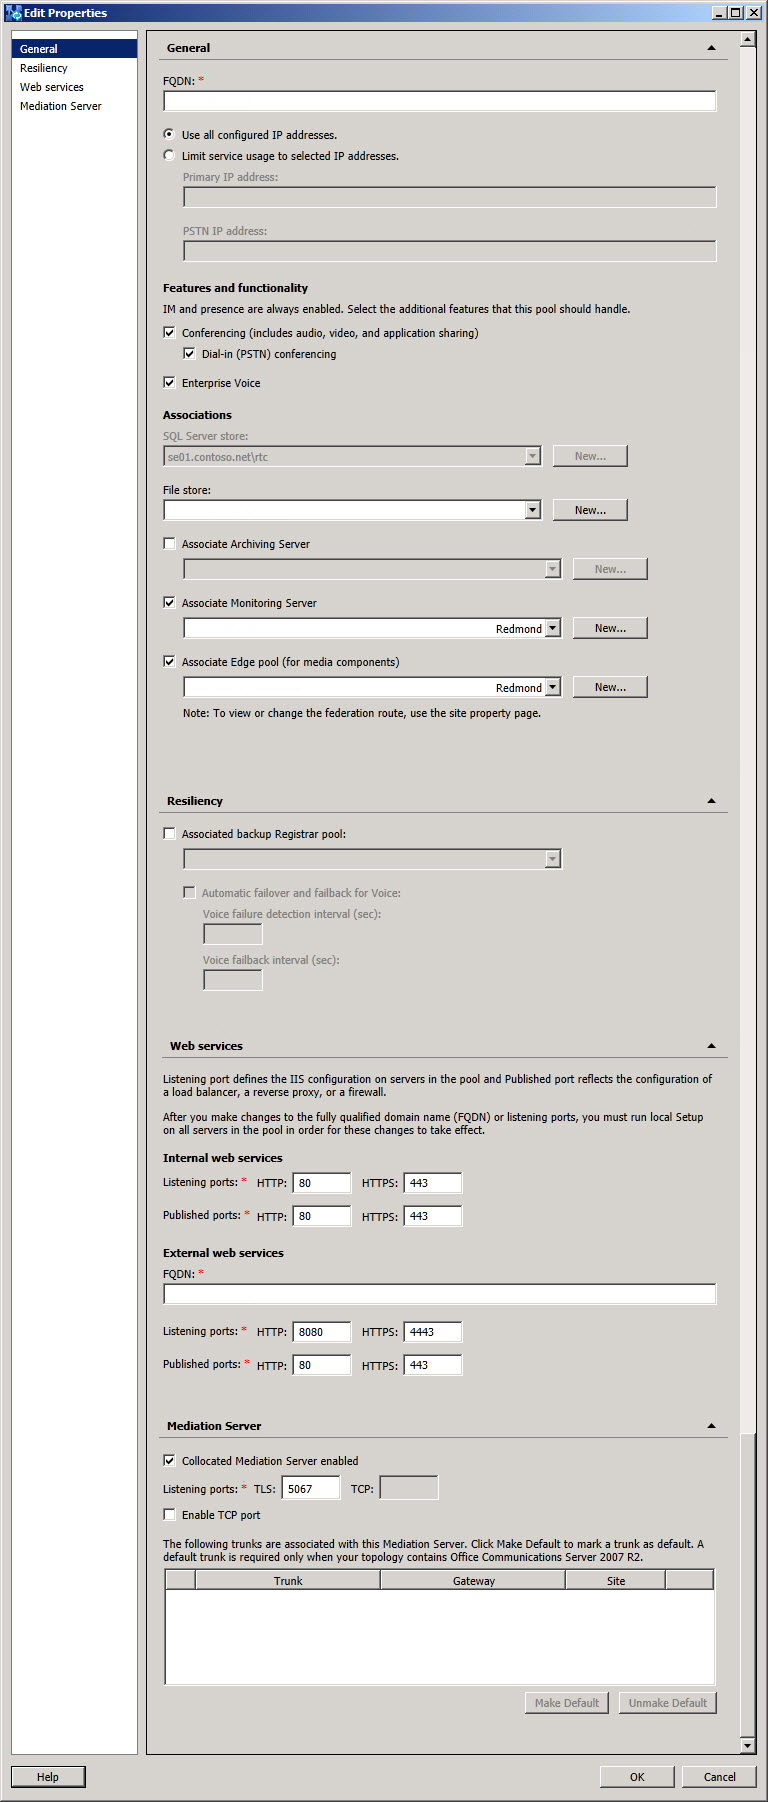 Edit Properties
General
Resiliency
Web services
Mediation Server
General
FQDN: *
Use all configured IP addresses.
Limit service usage to selected IP addresses.
Primary IP address:
PSTN IP address:
Features and functionality
IM and presence are always enabled. Select the additional features that this pool should handle.
Conferencing (includes audio, video, and application sharing)
Dial-in (PSTN) conferencing
Enterprise Voice
Associations
SQL Server store:
se01.contoso.net\rtc New...
File store:
New...
Associate Archiving Server
New...
Associate Monitoring Server
Redmond New...
Associate Edge pool (for media components)
Redmond New...
Note: To view or change the federation route, use the site property page.
Resiliency
Associated backup Registrar pool:
Automatic failover and failback for Voice:
Voice failure detection interval (sec):
Voice failback interval (sec):
Web services
Listening port defines the IIS configuration on servers in the pool and Published port reflects the configuration of
a load balancer, a reverse proxy, or a firewall.
After you make changes to the fully qualified domain name (FQDN) or listening ports, you must run local Setup
on all servers in the pool in order for these changes to take effect.
Internal web services
Listening ports: * HTTP: 80 HTTPS: 443
Published ports: * HTTP: 80 HTTPS: 443
External web services
FQDN: *
Listening ports: * HTTP: 8080 HTTPS: 4443
Published ports: * HTTP: 80 HTTPS: 443
Mediation Server
Collocated Mediation Server enabled
Listening ports: * TLS: 5067 TCP:
Enable TCP port
The following trunks are associated with this Mediation Server. Click Make Default to mark a trunk as default. A
default trunk is required only when your topology contains Office Communications Server 2007 R2.
Trunk Gateway Site
Make Default Unmake Default
Help OK Cancel